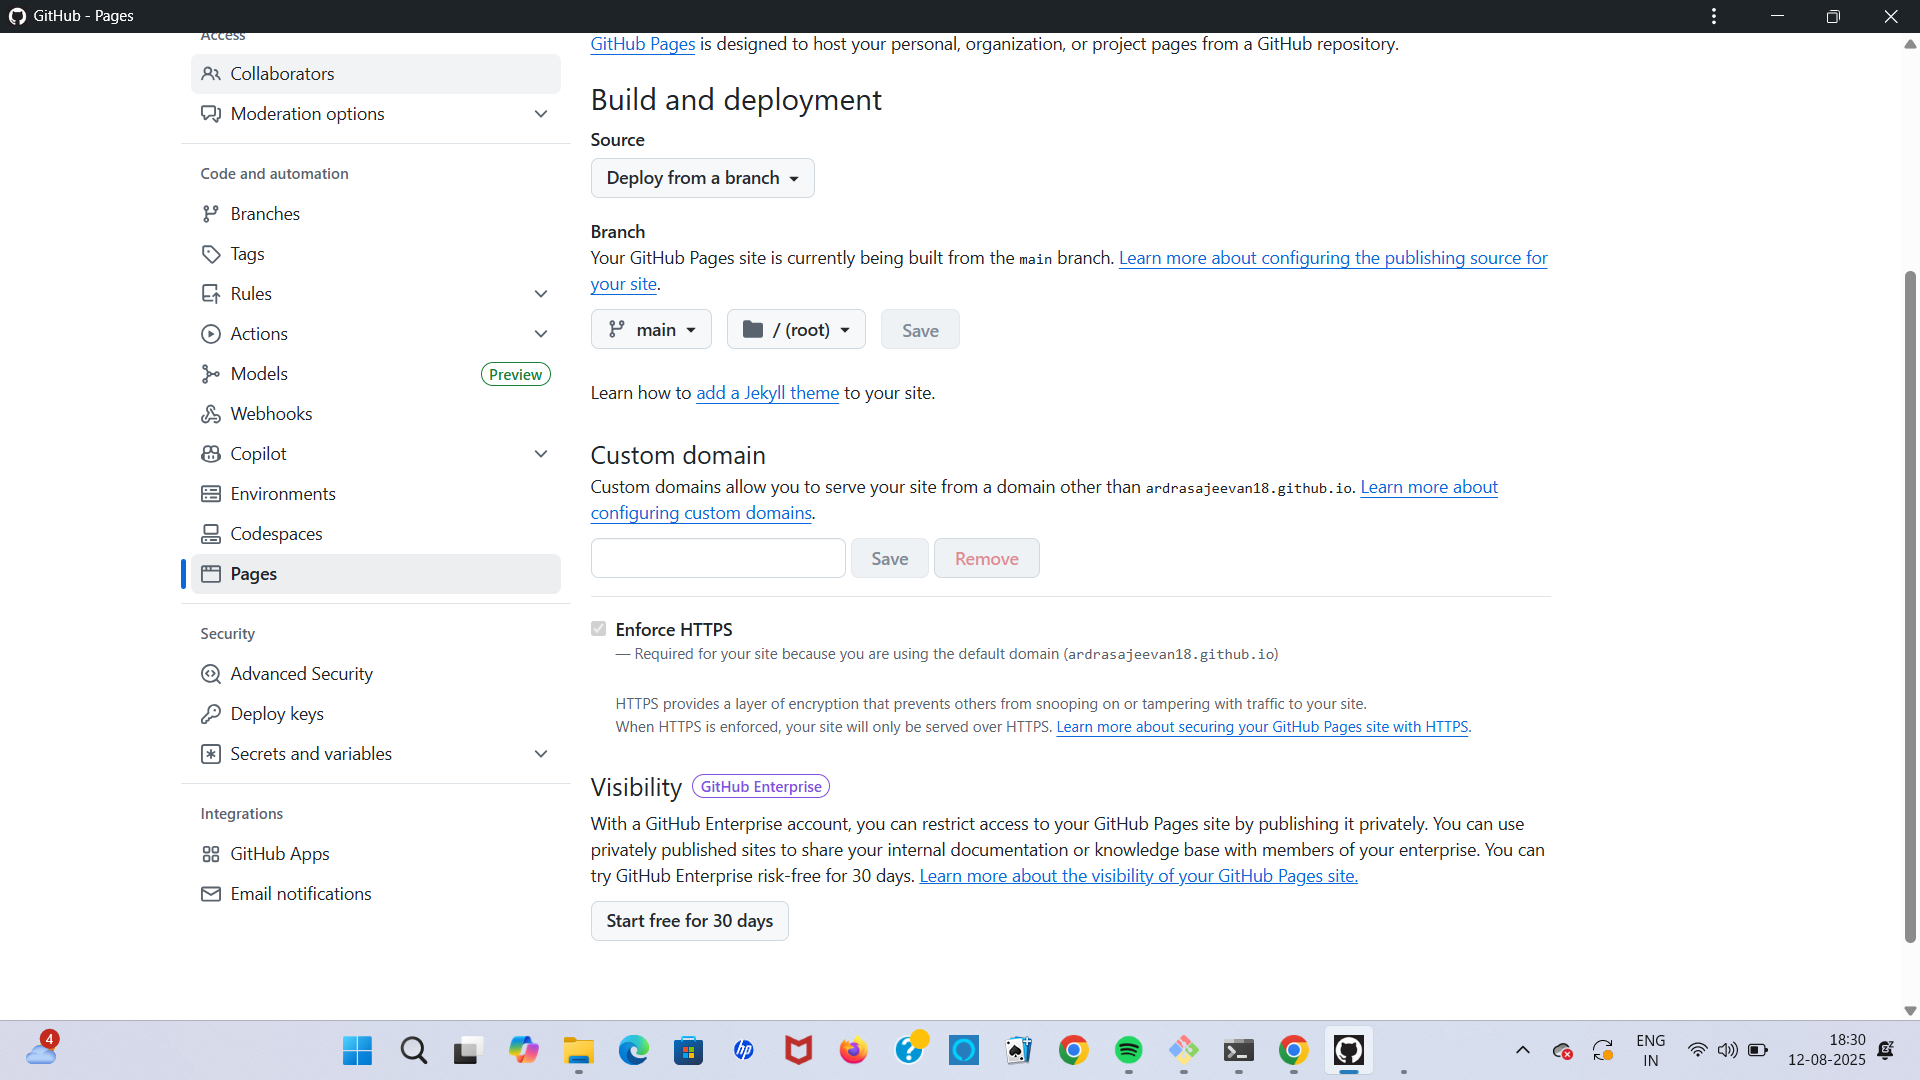 GitHub - Pages
Access
Collaborators
Moderation options
Code and automation
Branches
Tags
Rules
Actions
Models
Preview
Webhooks
Copilot
Environments
Codespaces
Pages
Security
Advanced Security
Deploy keys
Secrets and variables
Integrations
GitHub Apps
Email notifications
GitHub Pages is designed to host your personal, organization, or project pages from a GitHub repository.
Build and deployment
Source
Deploy from a branch
Branch
Your GitHub Pages site is currently being built from the main branch. Learn more about configuring the publishing source for
your site.
main
/ (root)
Save
Learn how to add a Jekyll theme to your site.
Custom domain
Custom domains allow you to serve your site from a domain other than ardrasajeevan18.github.io. Learn more about
configuring custom domains.
Save
Remove
Enforce HTTPS
— Required for your site because you are using the default domain (ardrasajeevan18.github.io)
HTTPS provides a layer of encryption that prevents others from snooping on or tampering with traffic to your site.
When HTTPS is enforced, your site will only be served over HTTPS. Learn more about securing your GitHub Pages site with HTTPS.
Visibility
GitHub Enterprise
With a GitHub Enterprise account, you can restrict access to your GitHub Pages site by publishing it privately. You can use
privately published sites to share your internal documentation or knowledge base with members of your enterprise. You can
try GitHub Enterprise risk-free for 30 days. Learn more about the visibility of your GitHub Pages site.
Start free for 30 days
4
hp
?
ENG
IN
18:30
12-08-2025